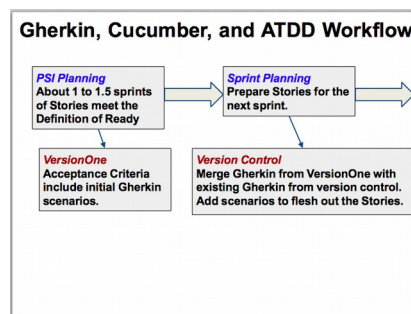 Gherkin, Cucumber, and ATDD Workflow
PSI Planning
About 1 to 1.5 sprints
of Stories meet the
Definition of Ready
Sprint Planning
Prepare Stories for the
next sprint.
VersionOne
Acceptance Criteria
include initial Gherkin
scenarios.
Version Control
Merge Gherkin from VersionOne with
existing Gherkin from version control.
Add scenarios to flesh out the Stories.